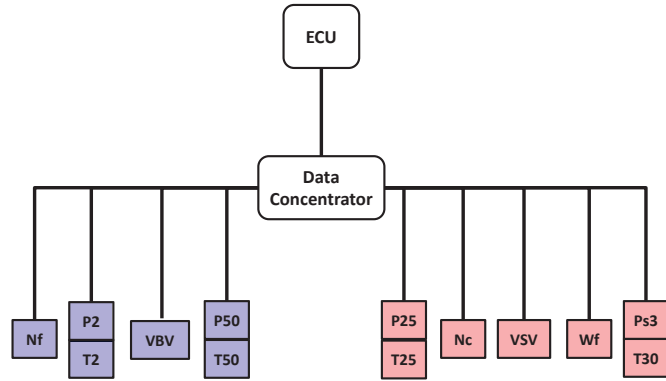 ECU
Data
Concentrator
Nf
P2
T2
VBV
P50
T50
P25
T25
Nc
VSV
Wf
Ps3
T30